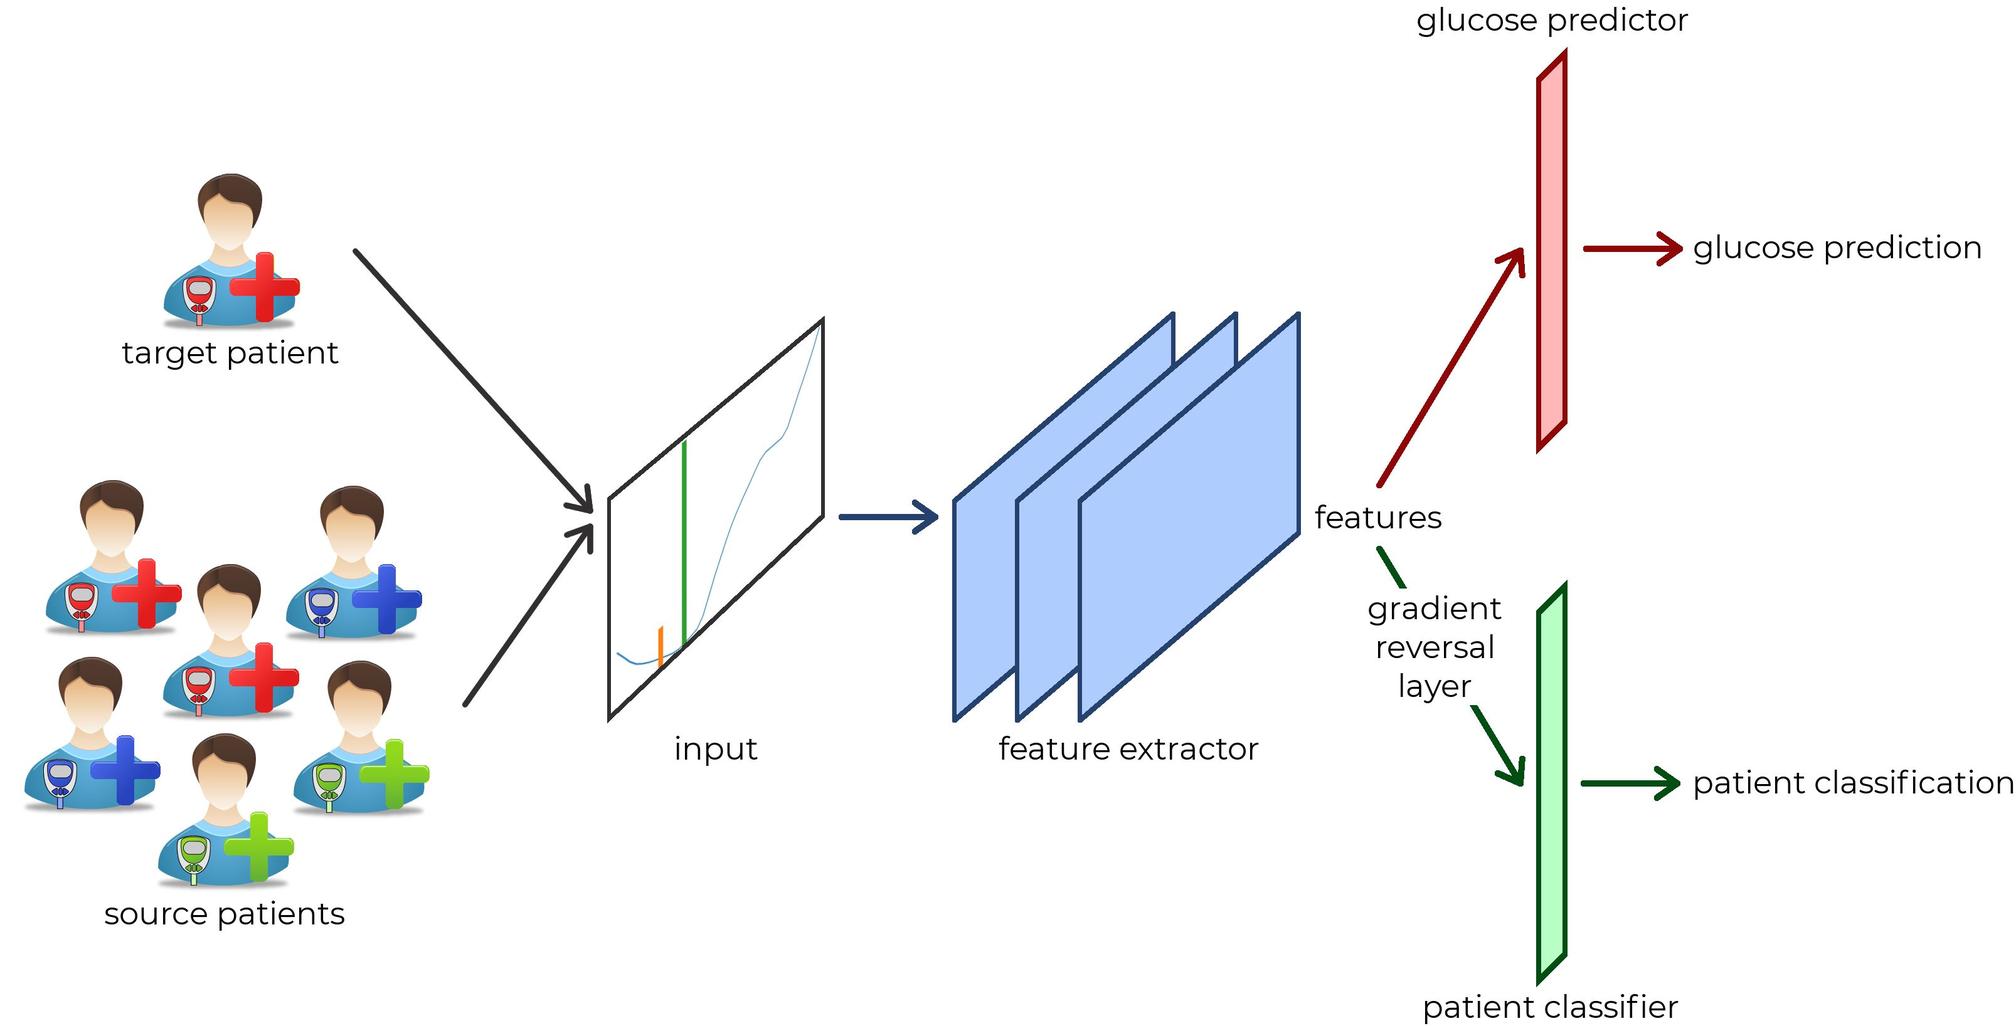 glucose predictor
target patient
glucose prediction
source patients
input
feature extractor
features
gradient
reversal
layer
patient classification
patient classifier